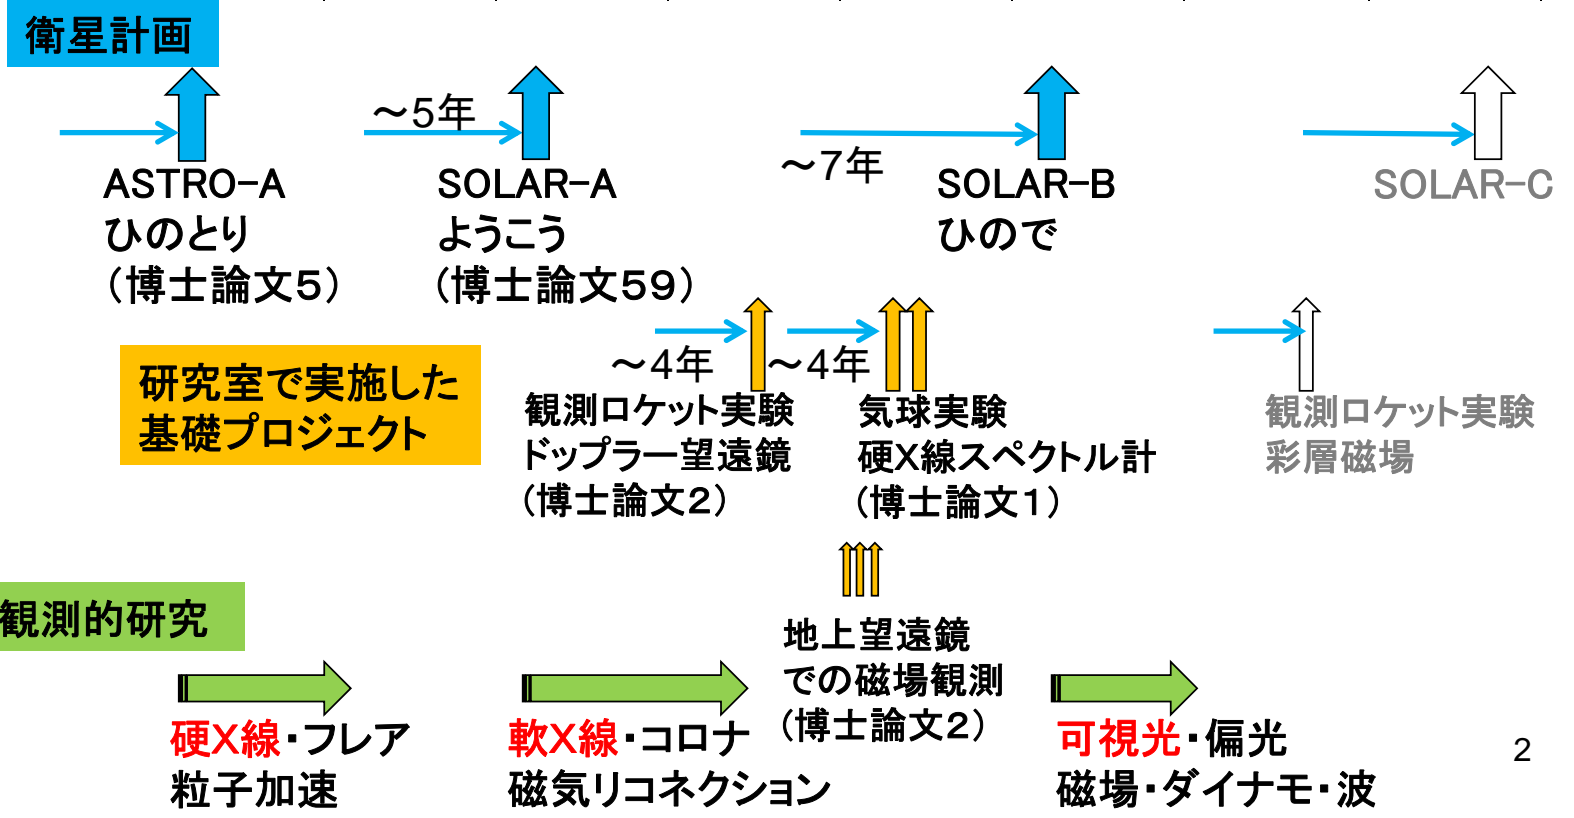 衛星計画
~5年
~7年
ASTRO-A
ひのとり
(博士論文5)
SOLAR-A
ようこう
(博士論文59)
SOLAR-B
ひので
SOLAR-C
研究室で実施した
基礎プロジェクト
~4年
~4年
観測ロケット実験
ドップラー望遠鏡
(博士論文2)
気球実験
硬X線スペクトル計
(博士論文1)
観測ロケット実験
彩層磁場
観測的研究
地上望遠鏡
での磁場観測
(博士論文2)
硬X線・フレア
粒子加速
軟X線・コロナ
磁気リコネクション
可視光・偏光
磁場・ダイナモ・波
2